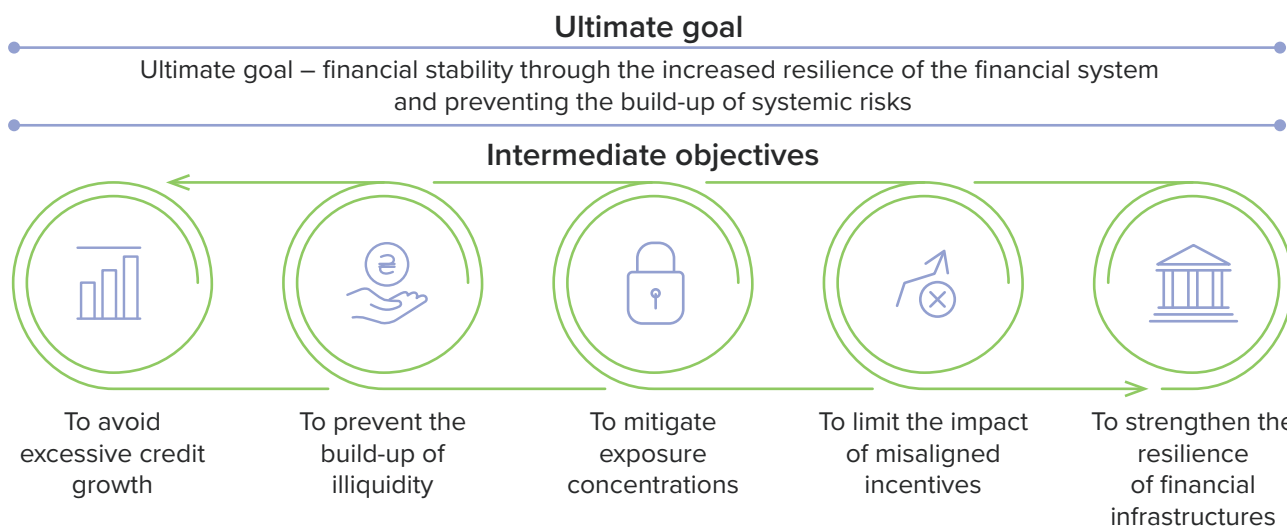 Ultimate goal
Ultimate goal – financial stability through the increased resilience of the financial system
and preventing the build-up of systemic risks
Intermediate objectives
₴
To avoid
excessive credit
growth
To prevent the
build-up of
illiquidity
To mitigate
exposure
concentrations
To limit the impact
of misaligned
incentives
To strengthen the
resilience
of financial
infrastructures